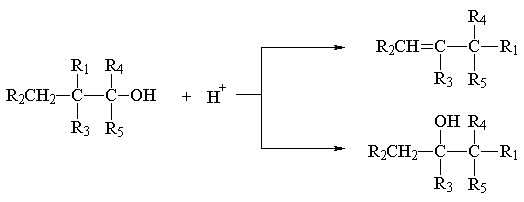 R4
R2CH=C—C—R1
R3 R5
R1 R4
R2CH2—C—C—OH + H+
R3 R5
OH R4
R2CH2—C—C—R1
R3 R5